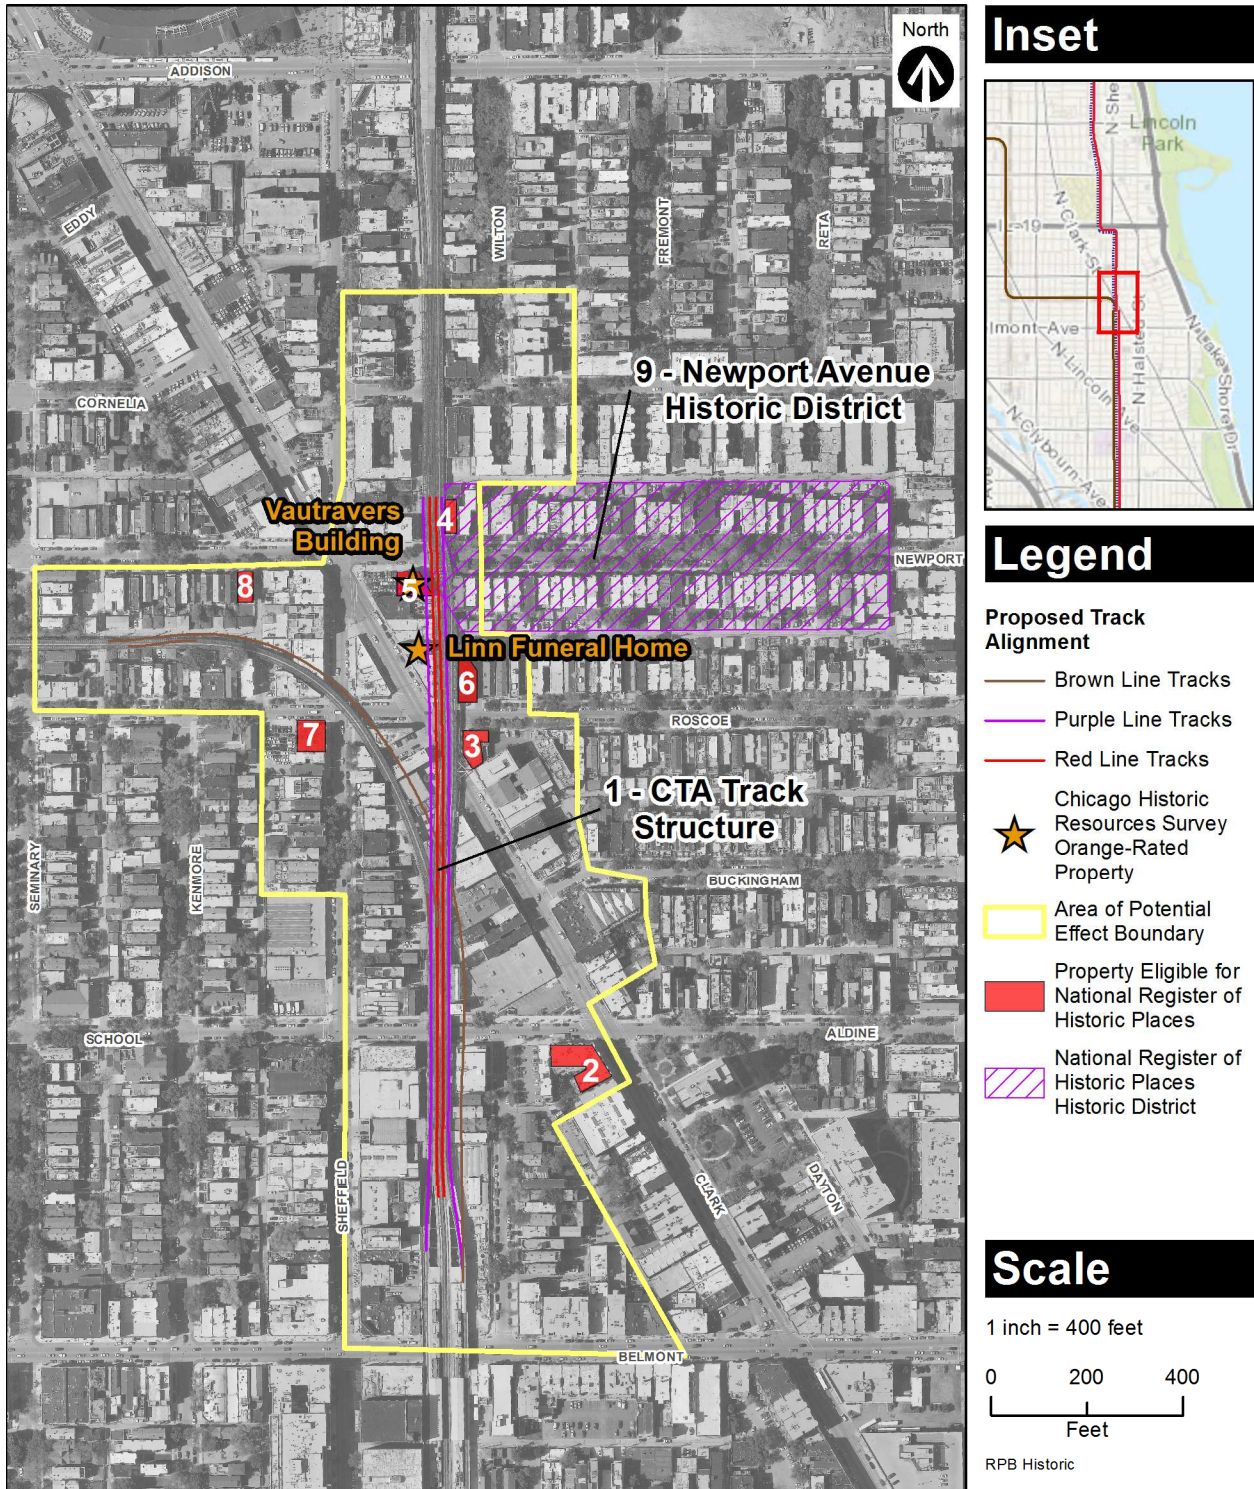 North
ADDISON
EDDY
WILTON
FREMONT
RETA
CORNELIA
9 - Newport Avenue
Historic District
Vautravers
Building
4
NEWPORT
8
5
Linn Funeral Home
6
ROSCOE
7
3
1 - CTA Track
Structure
SEMINARY
KENMORE
BUCKINGHAM
SCHOOL
ALDINE
2
SHEFFIELD
CLARK
DAYTON
BELMONT
Inset
N She
Lincoln
Park
N-Clark-S
19
N-Halste
lmont-Ave
N-Lincoln Ave
N-Lake Shore Dr
N-Clybourn-Ave
Legend
Proposed Track
Alignment
Brown Line Tracks
Purple Line Tracks
Red Line Tracks
Chicago Historic
Resources Survey
Orange-Rated
Property
Area of Potential
Effect Boundary
Property Eligible for
National Register of
Historic Places
National Register of
Historic Places
Historic District
Scale
1 inch = 400 feet
0 200 400
Feet
RPB Historic